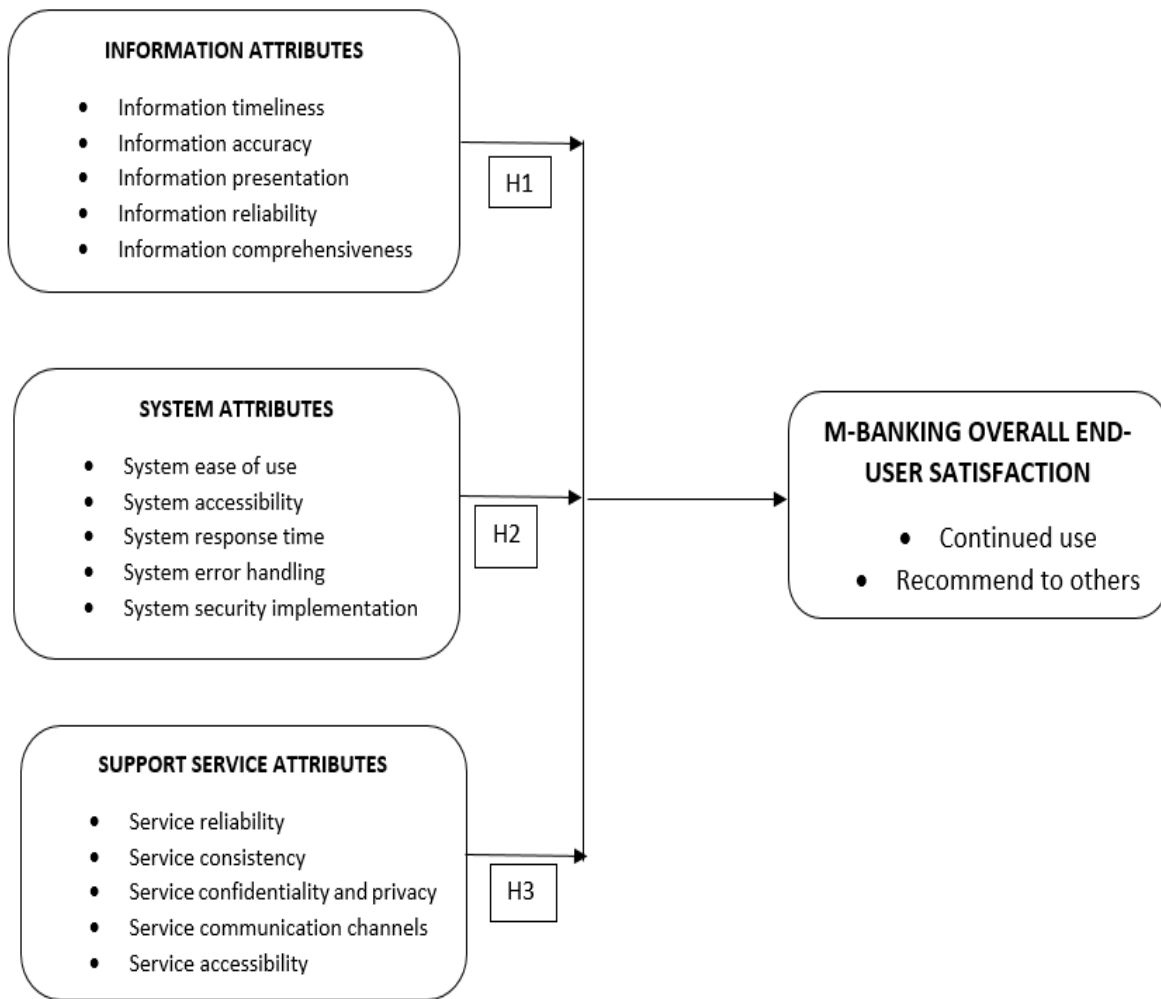 INFORMATION ATTRIBUTES
• Information timeliness
• Information accuracy
• Information presentation
• Information reliability
• Information comprehensiveness
H1
SYSTEM ATTRIBUTES
• System ease of use
• System accessibility
• System response time
• System error handling
• System security implementation
H2
M-BANKING OVERALL END-
USER SATISFACTION
• Continued use
• Recommend to others
SUPPORT SERVICE ATTRIBUTES
• Service reliability
• Service consistency
• Service confidentiality and privacy
• Service communication channels
• Service accessibility
H3